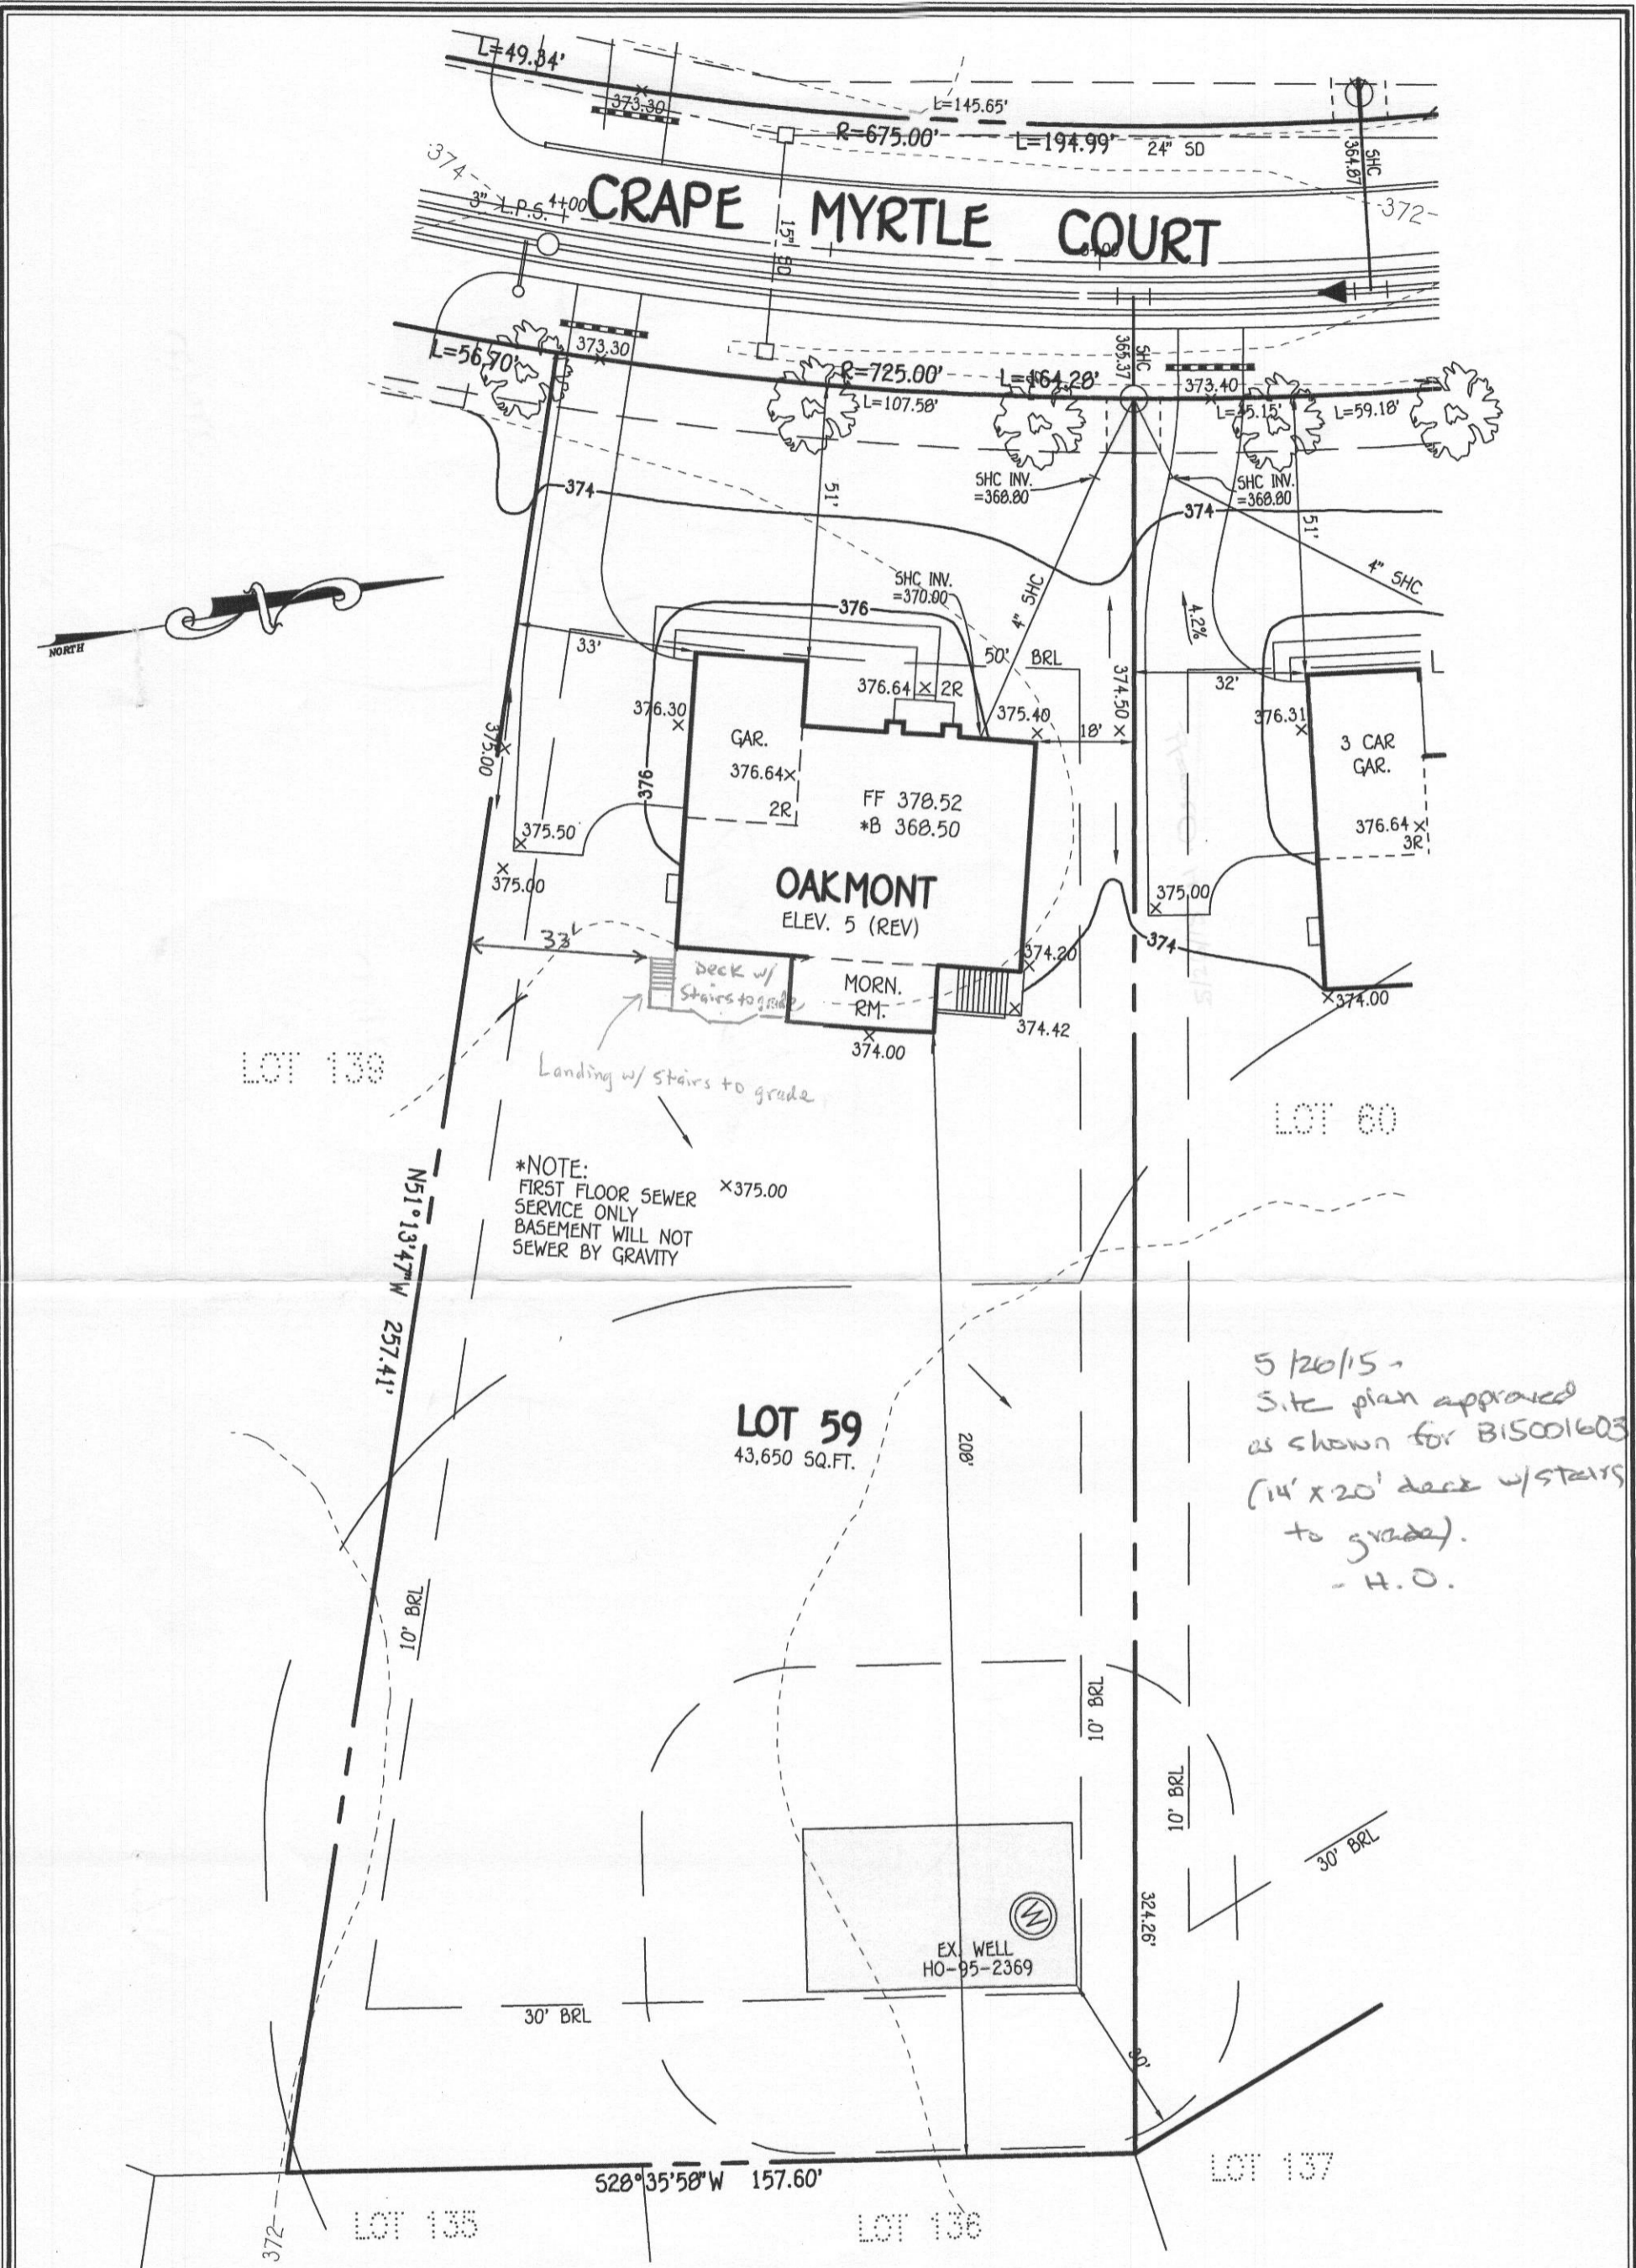 L=49.34'
373.30
L=145.65'
R=675.00'
L=194.99'
24" SD
SHC
364.87
374
372
3" L.P.S.
4+00
CRAPE MYRTLE COURT
15" SD
L=56.70'
373.30
R=725.00'
L=107.58'
L=164.28'
SHC
365.37
373.40
L=45.15'
L=59.18'
374
51'
SHC INV.
=368.80
SHC INV.
=368.80
374
51'
4" SHC
4" SHC
NORTH
SHC INV.
=370.00
376
4.2%
33'
50' BRL
376.64
2R
375.40
18'
374.50
32'
376.30
376.31
GAR.
376.64
2R
3 CAR
GAR.
376.64
3R
375.00
376
375.50
375.00
FF 378.52
*B 368.50
OAKMONT
ELEV. 5 (REV)
375.00
374
33'
Deck w/
Stairs to grade
MORN.
RM.
374.20
374.42
374.00
374.00
LOT 139
Landing w/ stairs to grade
LOT 60
*NOTE:
FIRST FLOOR SEWER
SERVICE ONLY
BASEMENT WILL NOT
SEWER BY GRAVITY
375.00
N51°13'47"W 257.41'
5/26/15 -
Site plan approved
as shown for B15001603
(14' x 20' deck w/ stairs
to grade).
- H.O.
LOT 59
43,650 SQ.FT.
208'
10' BRL
10' BRL
10' BRL
30' BRL
324.26'
EX. WELL
HO-95-2369
W
30' BRL
30'
S28°35'58"W 157.60'
LOT 137
LOT 135
LOT 136
372